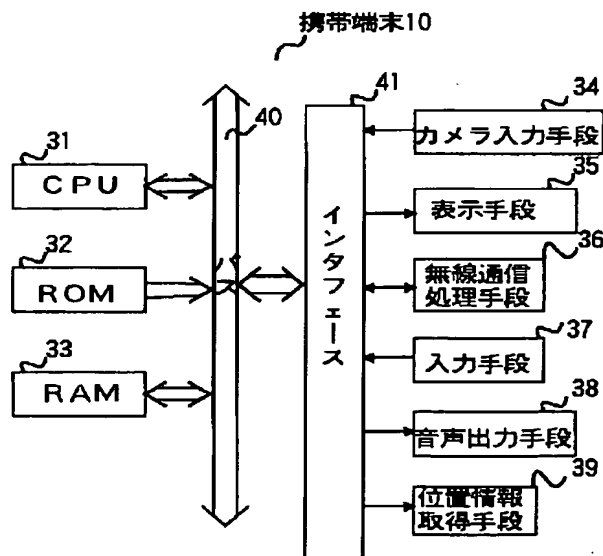 携帯端末10
40
41
31
CPU
32
ROM
33
RAM
バス
インタフェース
34
カメラ入力手段
35
表示手段
36
無線通信
処理手段
37
入力手段
38
音声出力手段
39
位置情報
取得手段